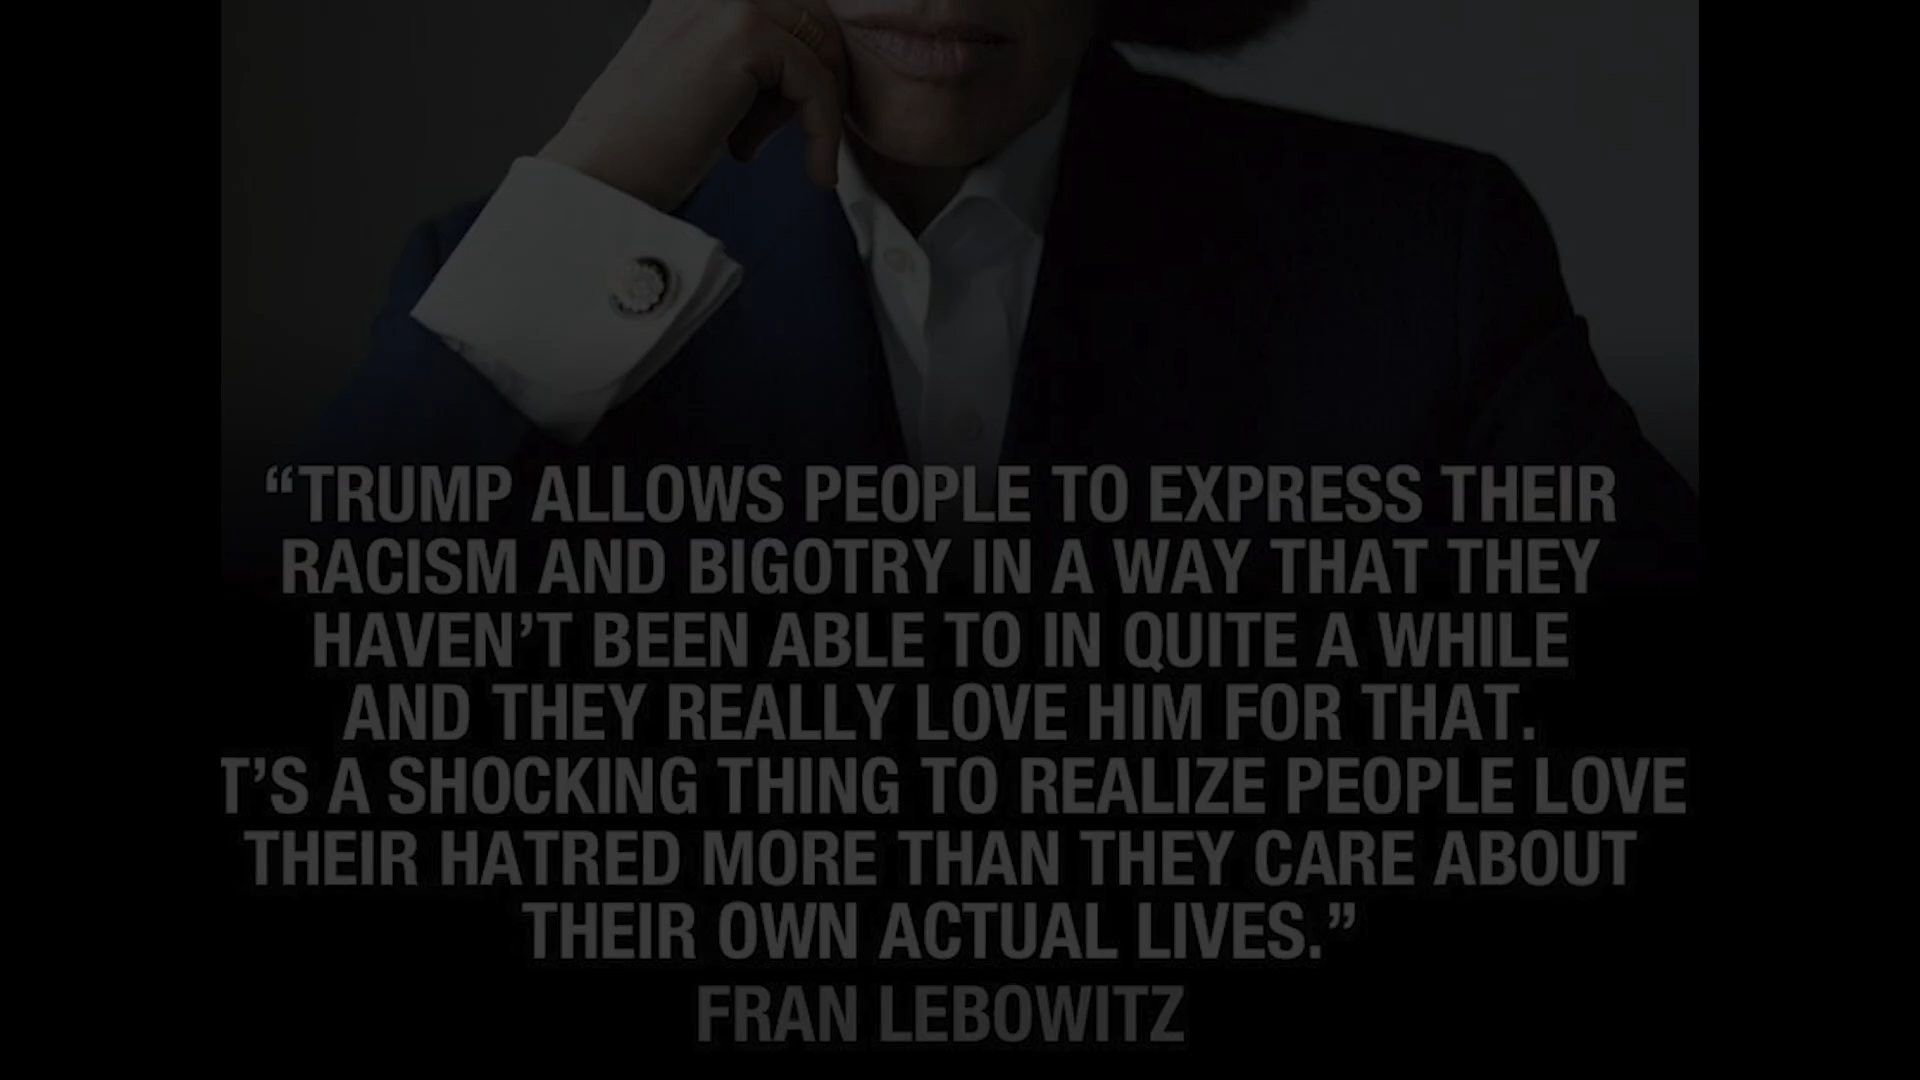 “TRUMP ALLOWS PEOPLE TO EXPRESS THEIR
RACISM AND BIGOTRY IN A WAY THAT THEY
HAVEN’T BEEN ABLE TO IN QUITE A WHILE
AND THEY REALLY LOVE HIM FOR THAT.
T’S A SHOCKING THING TO REALIZE PEOPLE LOVE
THEIR HATRED MORE THAN THEY CARE ABOUT
THEIR OWN ACTUAL LIVES.”
FRAN LEBOWITZ